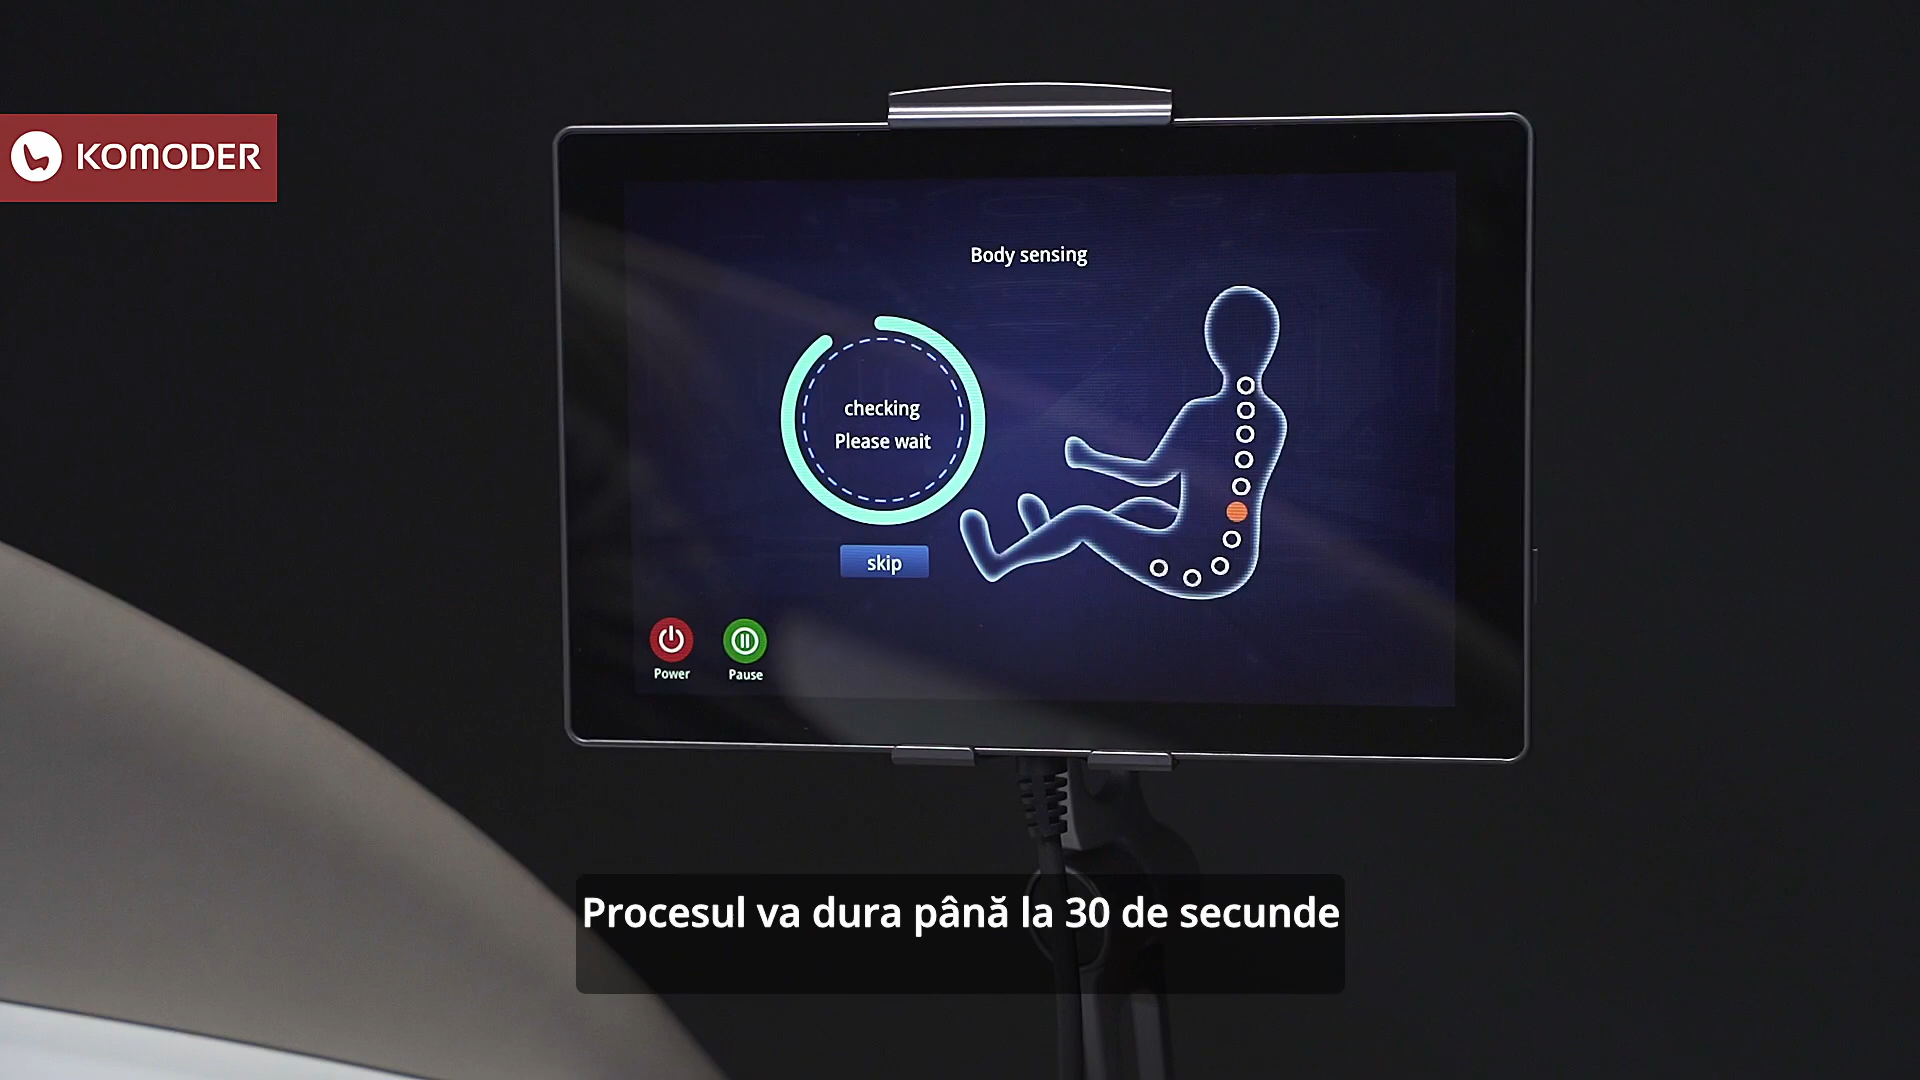 KOMODER
Body sensing
checking
Please wait
skip
Power
Pause
Procesul va dura până la 30 de secunde